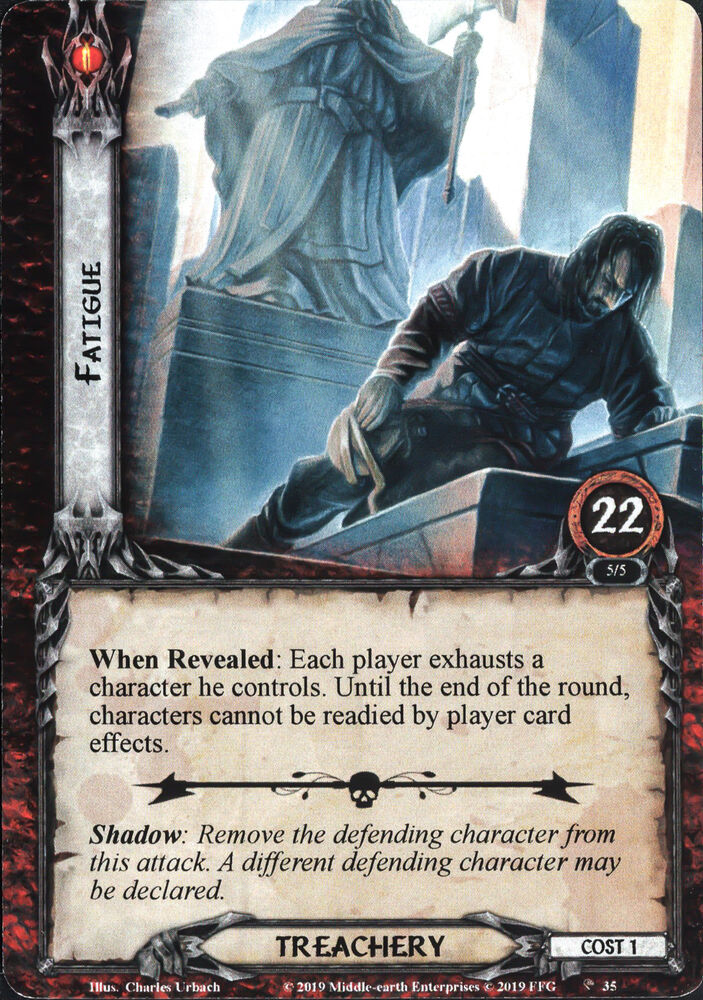 FATIGUE
22
5/5
When Revealed: Each player exhausts a
character he controls. Until the end of the round,
characters cannot be readied by player card
effects.
Shadow: Remove the defending character from
this attack. A different defending character may
be declared.
TREACHERY
COST 1
Illus. Charles Urbach
© 2019 Middle-earth Enterprises © 2019 FFG
35